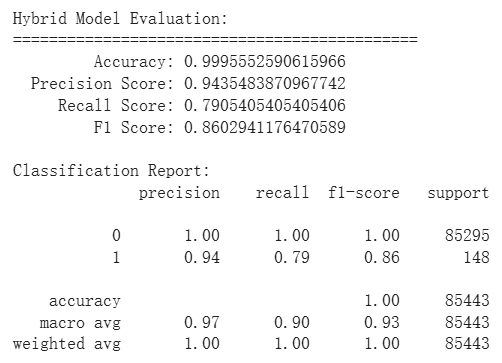 Hybrid Model Evaluation:
=============================================
Accuracy: 0.9995552590615966
Precision Score: 0.9435483870967742
Recall Score: 0.7905405405405406
F1 Score: 0.8602941176470589
Classification Report:
precision recall f1-score support
0 1.00 1.00 1.00 85295
1 0.94 0.79 0.86 148
accuracy 1.00 85443
macro avg 0.97 0.90 0.93 85443
weighted avg 1.00 1.00 1.00 85443